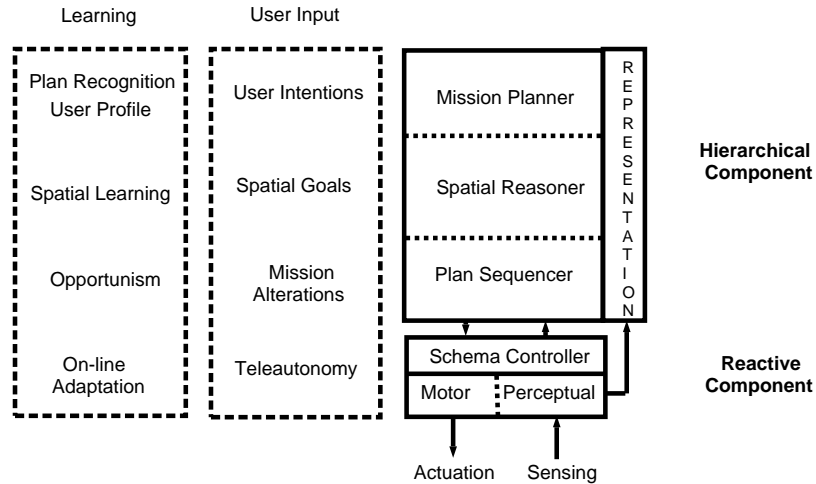 Learning
User Input
Plan Recognition
User Profile
Spatial Learning
Opportunism
On-line
Adaptation
User Intentions
Spatial Goals
Mission
Alterations
Teleautonomy
Mission Planner
Spatial Reasoner
Plan Sequencer
REPRESENTATION
Schema Controller
Motor
Perceptual
Actuation
Sensing
Hierarchical
Component
Reactive
Component